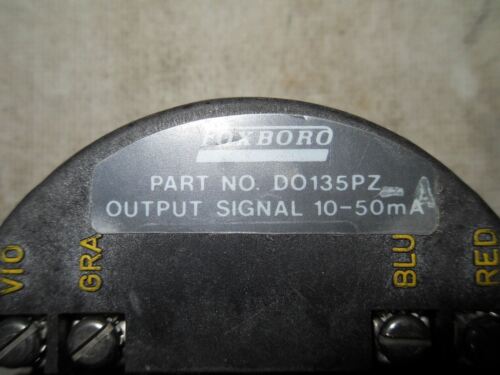 FOXBORO
PART NO. DO135PZ-A
OUTPUT SIGNAL 10-50mA
VIO
GRA
BLU
RED